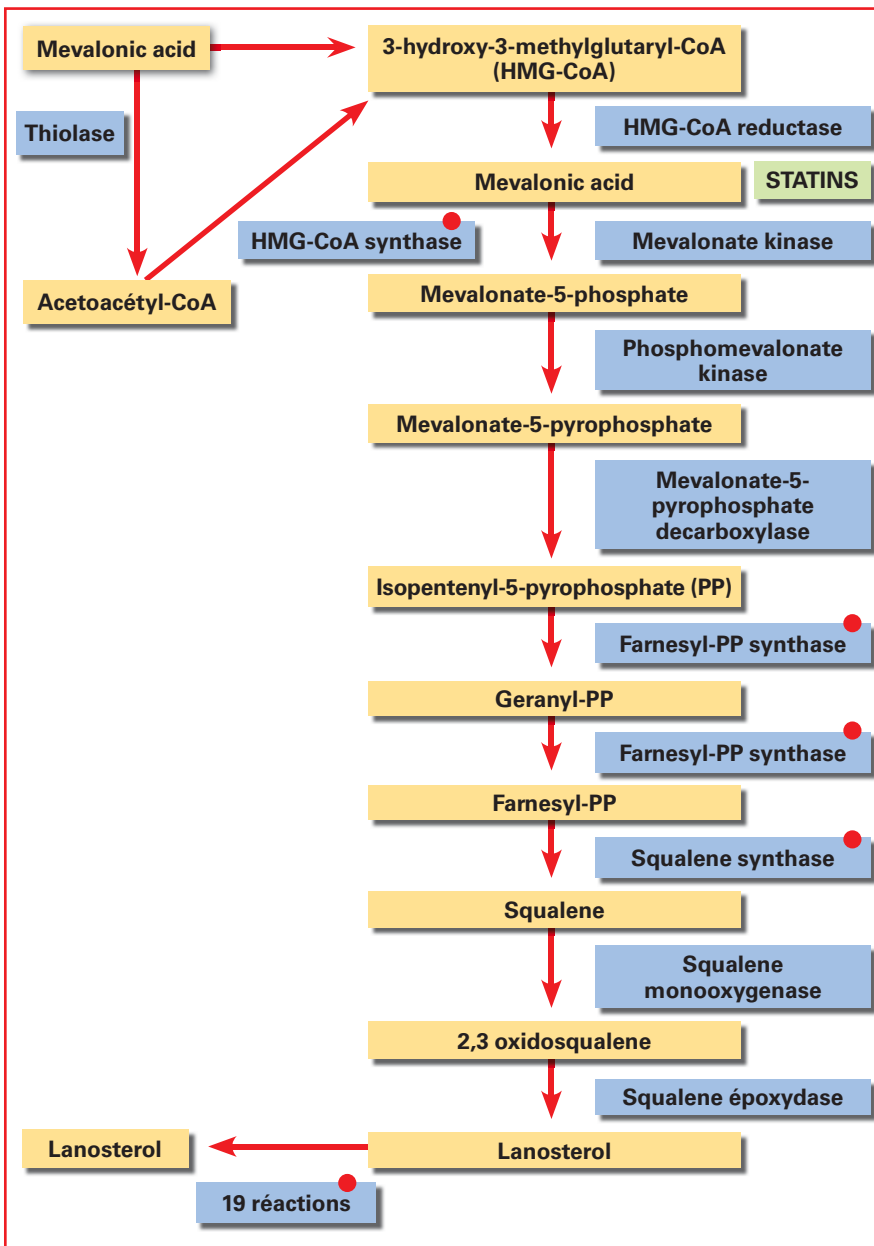 Mevalonic acid
3-hydroxy-3-methylglutaryl-CoA
(HMG-CoA)
Thiolase
HMG-CoA reductase
Mevalonic acid
STATINS
HMG-CoA synthase
Mevalonate kinase
Acetoacétyl-CoA
Mevalonate-5-phosphate
Phosphomevalonate
kinase
Mevalonate-5-pyrophosphate
Mevalonate-5-
pyrophosphate
decarboxylase
Isopentenyl-5-pyrophosphate (PP)
Farnesyl-PP synthase
Geranyl-PP
Farnesyl-PP synthase
Farnesyl-PP
Squalene synthase
Squalene
Squalene
monooxygenase
2,3 oxidosqualene
Squalene époxydase
Lanosterol
Lanosterol
19 réactions